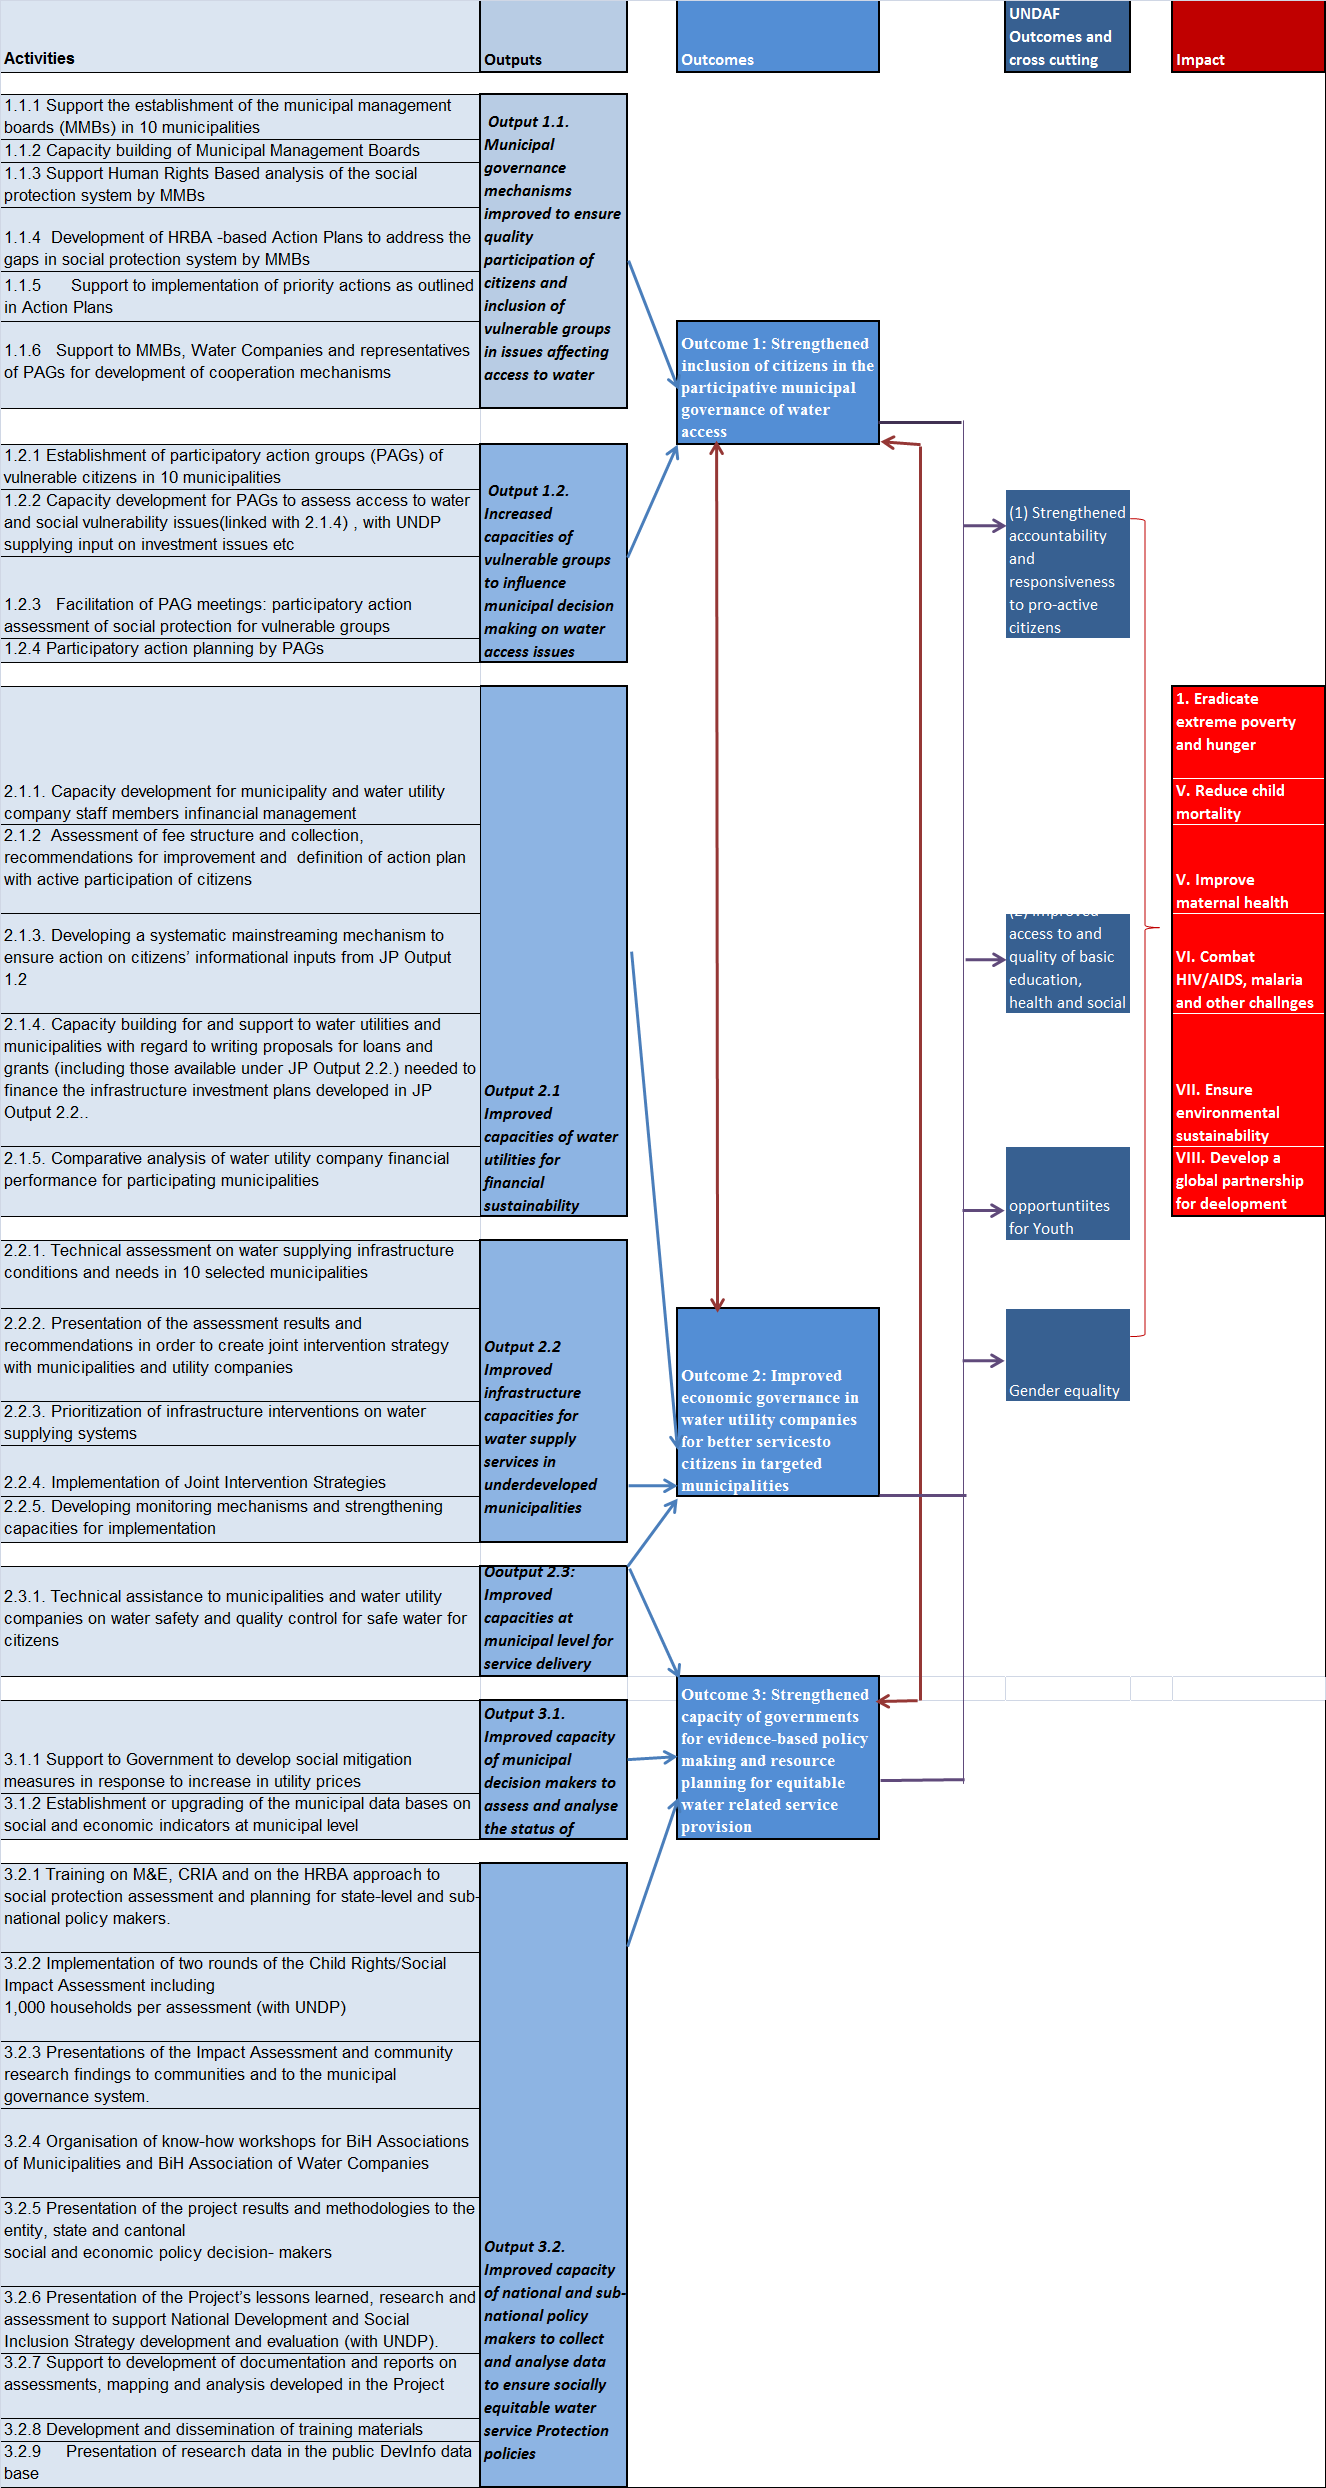 Activities
Outputs
Outcomes
UNDAF
Outcomes and
cross cutting
Impact
1.1.1 Support the establishment of the municipal management
boards (MMBs) in 10 municipalities
1.1.2 Capacity building of Municipal Management Boards
1.1.3 Support Human Rights Based analysis of the social
protection system by MMBs
1.1.4 Development of HRBA -based Action Plans to address the
gaps in social protection system by MMBs
1.1.5 Support to implementation of priority actions as outlined
in Action Plans
1.1.6 Support to MMBs, Water Companies and representatives
of PAGs for development of cooperation mechanisms
Output 1.1.
Municipal
governance
mechanisms
improved to ensure
quality
participation of
citizens and
inclusion of
vulnerable groups
in issues affecting
access to water
Outcome 1: Strengthened
inclusion of citizens in the
participative municipal
governance of water
access
1.2.1 Establishment of participatory action groups (PAGs) of
vulnerable citizens in 10 municipalities
1.2.2 Capacity development for PAGs to assess access to water
and social vulnerability issues(linked with 2.1.4) , with UNDP
supplying input on investment issues etc
1.2.3 Facilitation of PAG meetings: participatory action
assessment of social protection for vulnerable groups
1.2.4 Participatory action planning by PAGs
Output 1.2.
Increased
capacities of
vulnerable groups
to influence
municipal decision
making on water
access issues
(1) Strengthened
accountability
and
responsiveness
to pro-active
citizens
2.1.1. Capacity development for municipality and water utility
company staff members infinancial management
2.1.2 Assessment of fee structure and collection,
recommendations for improvement and definition of action plan
with active participation of citizens
2.1.3. Developing a systematic mainstreaming mechanism to
ensure action on citizens’ informational inputs from JP Output
1.2
2.1.4. Capacity building for and support to water utilities and
municipalities with regard to writing proposals for loans and
grants (including those available under JP Output 2.2.) needed to
finance the infrastructure investment plans developed in JP
Output 2.2..
2.1.5. Comparative analysis of water utility company financial
performance for participating municipalities
Output 2.1
Improved
capacities of water
utilities for
financial
sustainability
(2) Improved
access to and
quality of basic
education,
health and social
opportuntiites
for Youth
Gender equality
1. Eradicate
extreme poverty
and hunger
V. Reduce child
mortality
V. Improve
maternal health
VI. Combat
HIV/AIDS, malaria
and other challnges
VII. Ensure
environmental
sustainability
VIII. Develop a
global partnership
for deelopment
2.2.1. Technical assessment on water supplying infrastructure
conditions and needs in 10 selected municipalities
2.2.2. Presentation of the assessment results and
recommendations in order to create joint intervention strategy
with municipalities and utility companies
2.2.3. Prioritization of infrastructure interventions on water
supplying systems
2.2.4. Implementation of Joint Intervention Strategies
2.2.5. Developing monitoring mechanisms and strengthening
capacities for implementation
Output 2.2
Improved
infrastructure
capacities for
water supply
services in
underdeveloped
municipalities
Outcome 2: Improved
economic governance in
water utility companies
for better servicesto
citizens in targeted
municipalities
2.3.1. Technical assistance to municipalities and water utility
companies on water safety and quality control for safe water for
citizens
Ooutput 2.3:
Improved
capacities at
municipal level for
service delivery
3.1.1 Support to Government to develop social mitigation
measures in response to increase in utility prices
3.1.2 Establishment or upgrading of the municipal data bases on
social and economic indicators at municipal level
Output 3.1.
Improved capacity
of municipal
decision makers to
assess and analyse
the status of
Outcome 3: Strengthened
capacity of governments
for evidence-based policy
making and resource
planning for equitable
water related service
provision
3.2.1 Training on M&E, CRIA and on the HRBA approach to
social protection assessment and planning for state-level and sub-
national policy makers.
3.2.2 Implementation of two rounds of the Child Rights/Social
Impact Assessment including
1,000 households per assessment (with UNDP)
3.2.3 Presentations of the Impact Assessment and community
research findings to communities and to the municipal
governance system.
3.2.4 Organisation of know-how workshops for BiH Associations
of Municipalities and BiH Association of Water Companies
3.2.5 Presentation of the project results and methodologies to the
entity, state and cantonal
social and economic policy decision- makers
3.2.6 Presentation of the Project’s lessons learned, research and
assessment to support National Development and Social
Inclusion Strategy development and evaluation (with UNDP).
3.2.7 Support to development of documentation and reports on
assessments, mapping and analysis developed in the Project
3.2.8 Development and dissemination of training materials
3.2.9 Presentation of research data in the public DevInfo data
base
Output 3.2.
Improved capacity
of national and sub-
national policy
makers to collect
and analyse data
to ensure socially
equitable water
service Protection
policies